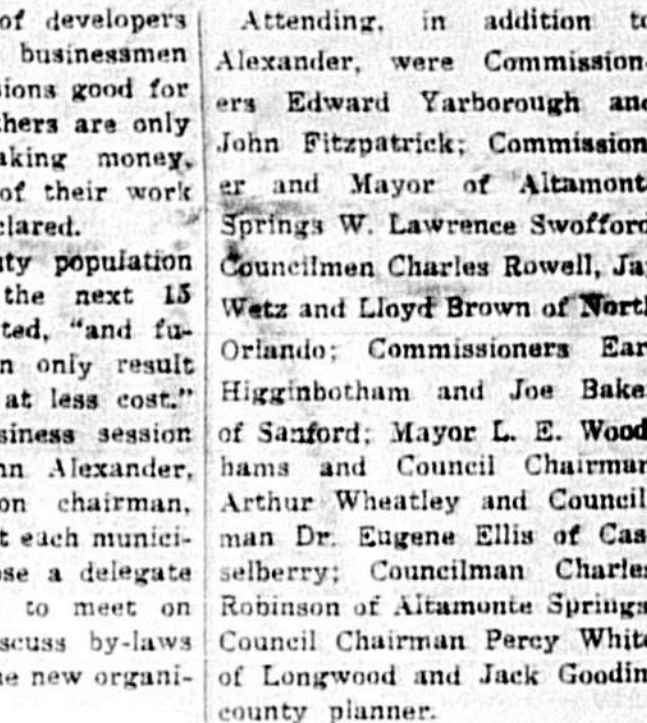 of developers
businessmen
sions good for
thers are only
aking money,
of their work
clared.
nty population
the next 15
ted, "and fu-
n only result
at less cost."
siness session
hn Alexander,
on chairman,
t each munici-
ose a delegate
to meet on
scuss by-laws
he new organi-
Attending, in addition to
Alexander, were Commission-
ers Edward Yarborough and
John Fitzpatrick; Commission
er and Mayor of Altamont
Springs W. Lawrence Swofford
Councilmen Charles Rowell, Jay
Wetz and Lloyd Brown of North
Orlando; Commissioners Ear
Higginbotham and Joe Baker
of Sanford; Mayor L. E. Wood
hams and Council Chairman
Arthur Wheatley and Council
man Dr. Eugene Ellis of Cas
selberry; Councilman Charles
Robinson of Altamonte Springs
Council Chairman Percy White
of Longwood and Jack Goodin
county planner.